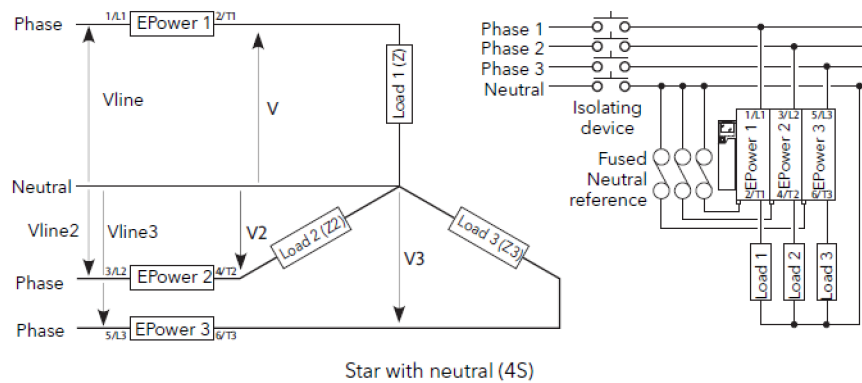 Phase
1/L1
EPower 1
2/T1
Load 1 (Z)
Vline
V
Neutral
Vline2
Vline3
V2
Load 2 (Z2)
Load 3 (Z3)
V3
Phase
3/L2
EPower 2
4/T2
Phase
5/L3
EPower 3
6/T3
Phase 1
Phase 2
Phase 3
Neutral
Isolating
device
Fused
Neutral
reference
1/L1
3/L2
5/L3
EPower 1
EPower 2
EPower 3
2/T1
4/T2
6/T3
Load 1
Load 2
Load 3
Star with neutral (4S)